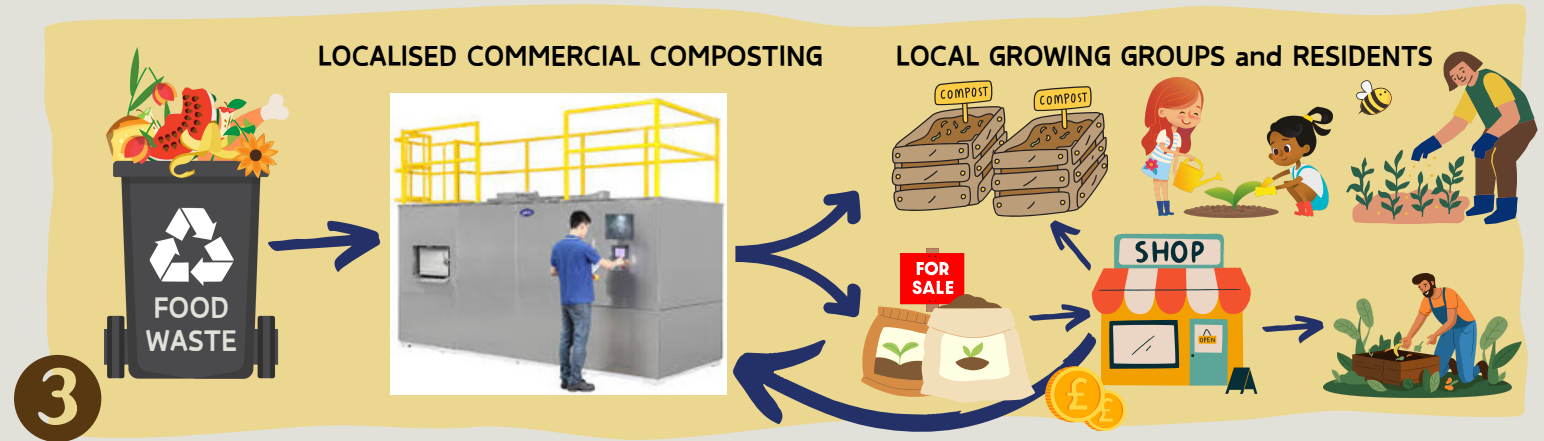 LOCALISED COMMERCIAL COMPOSTING
LOCAL GROWING GROUPS and RESIDENTS
COMPOST
COMPOST
FOOD
WASTE
FOR
SALE
SHOP
OPEN
£
£
3